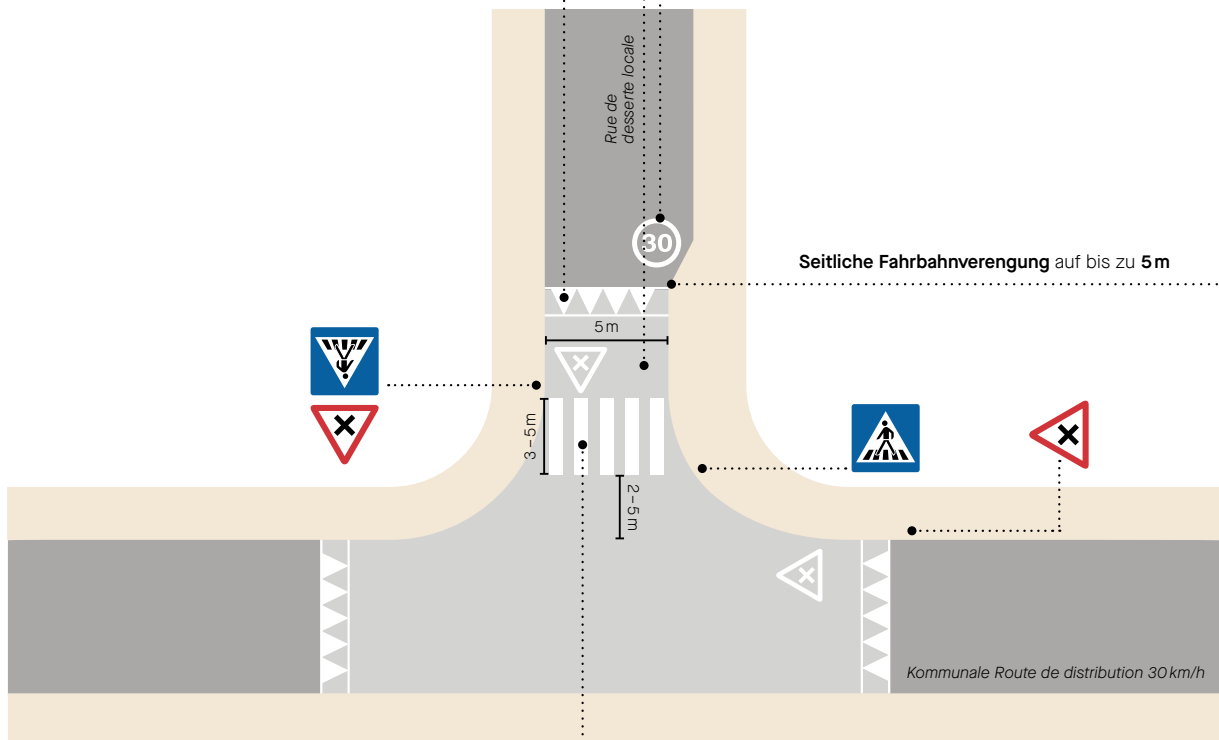 Rue de
desserte locale
30
Seitliche Fahrbahnverengung auf bis zu 5 m
5 m
3 – 5 m
2 – 5 m
Kommunale Route de distribution 30 km/h